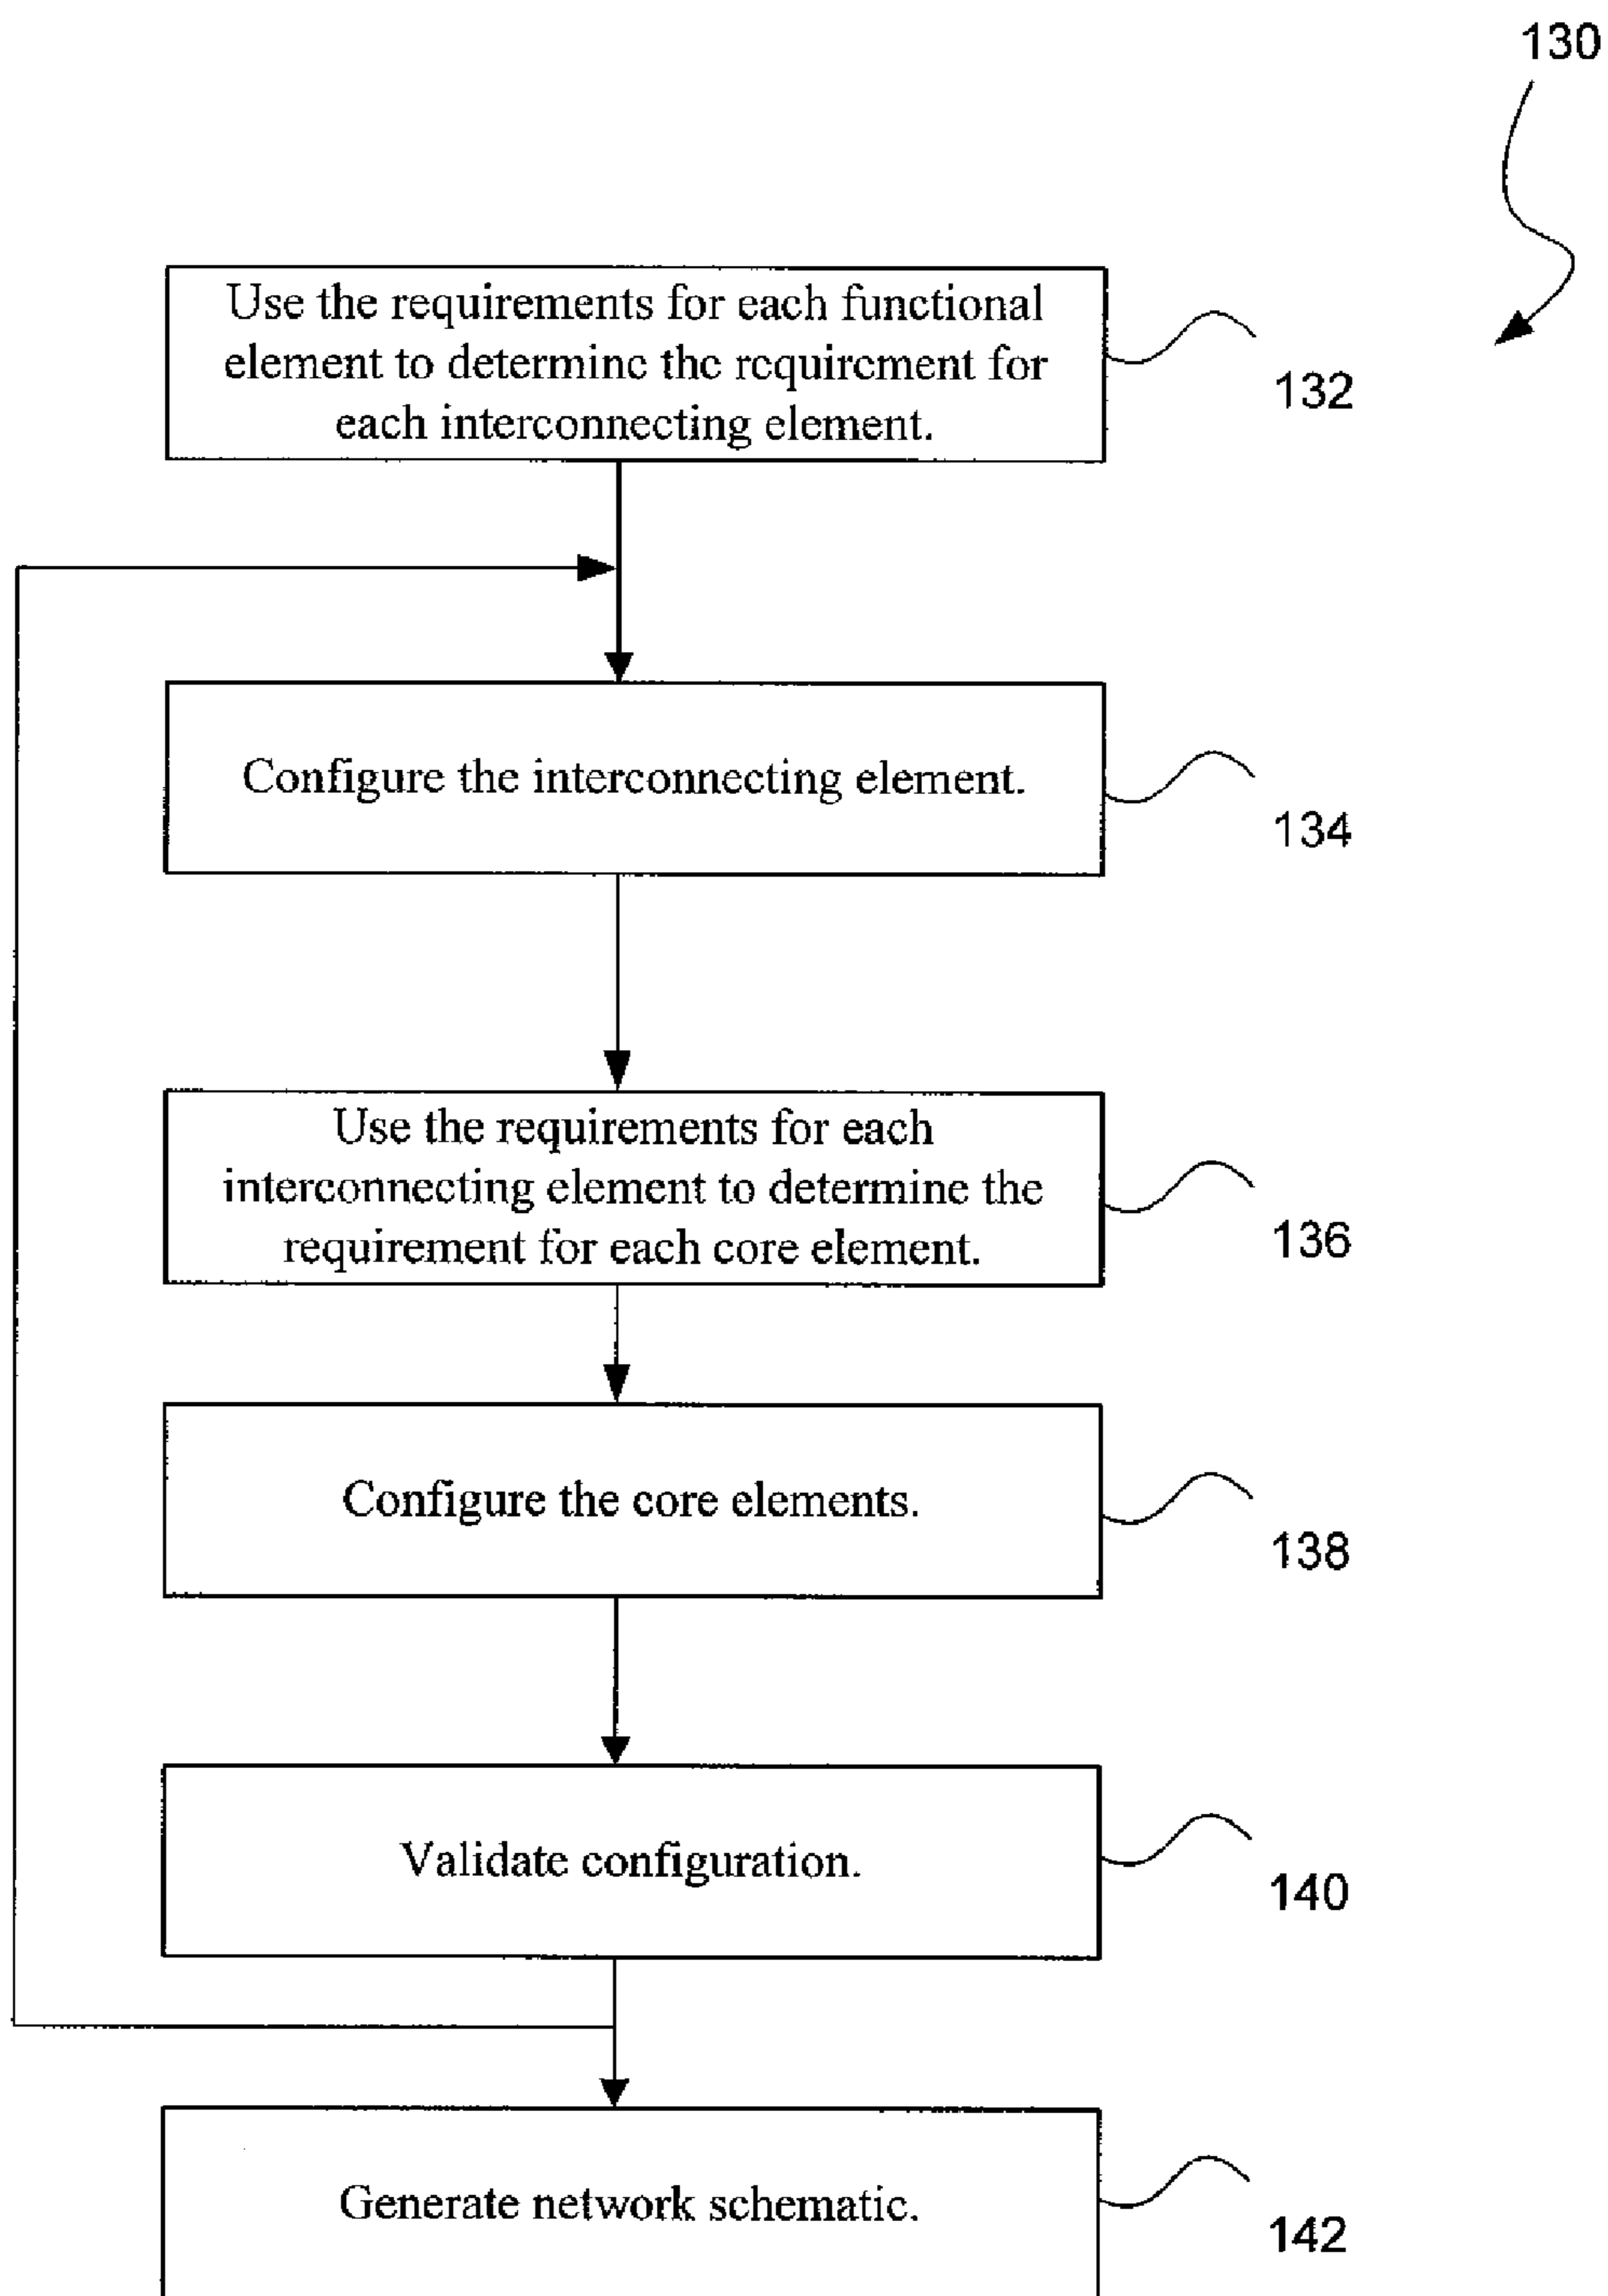 130
Use the requirements for each functional
element to determine the requirement for
each interconnecting element.
132
Configure the interconnecting element.
134
Use the requirements for each
interconnecting element to determine the
requirement for each core element.
136
Configure the core elements.
138
Validate configuration.
140
Generate network schematic.
142